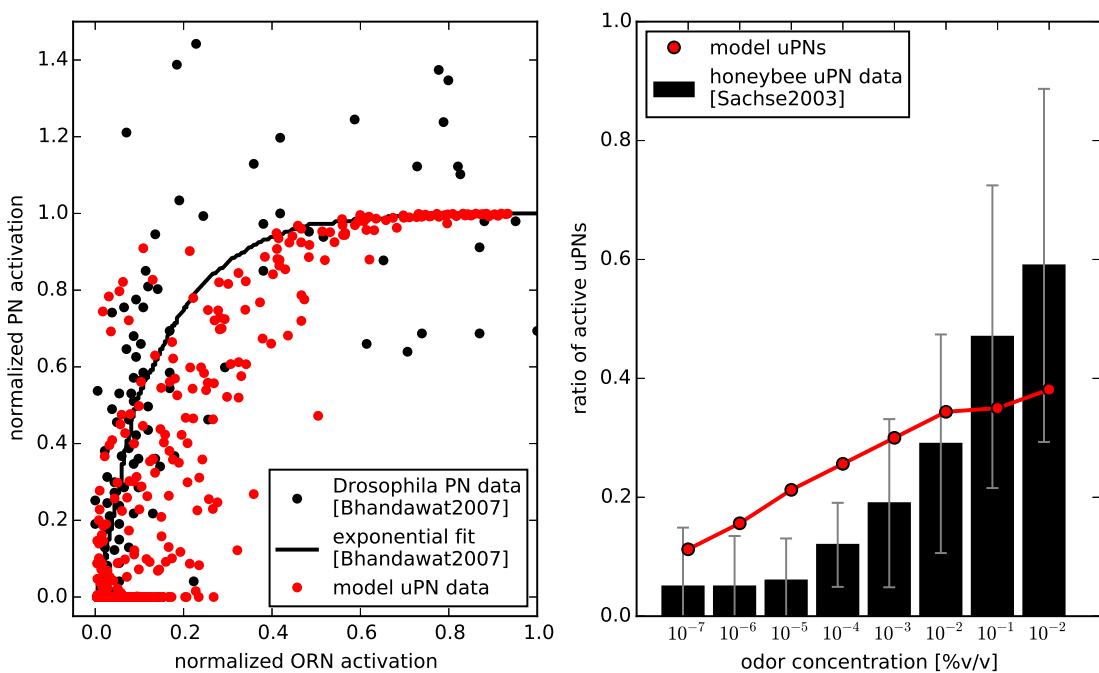 1.4
1.2
1.0
0.8
0.6
0.4
0.2
0.0
normalized PN activation
0.0 0.2 0.4 0.6 0.8 1.0
normalized ORN activation
Drosophila PN data
[Bhandawat2007]
exponential fit
[Bhandawat2007]
model uPN data
1.0
0.8
0.6
0.4
0.2
0.0
ratio of active uPNs
model uPNs
honeybee uPN data
[Sachse2003]
10⁻⁷ 10⁻⁶ 10⁻⁵ 10⁻⁴ 10⁻³ 10⁻² 10⁻¹ 10⁻²
odor concentration [%v/v]